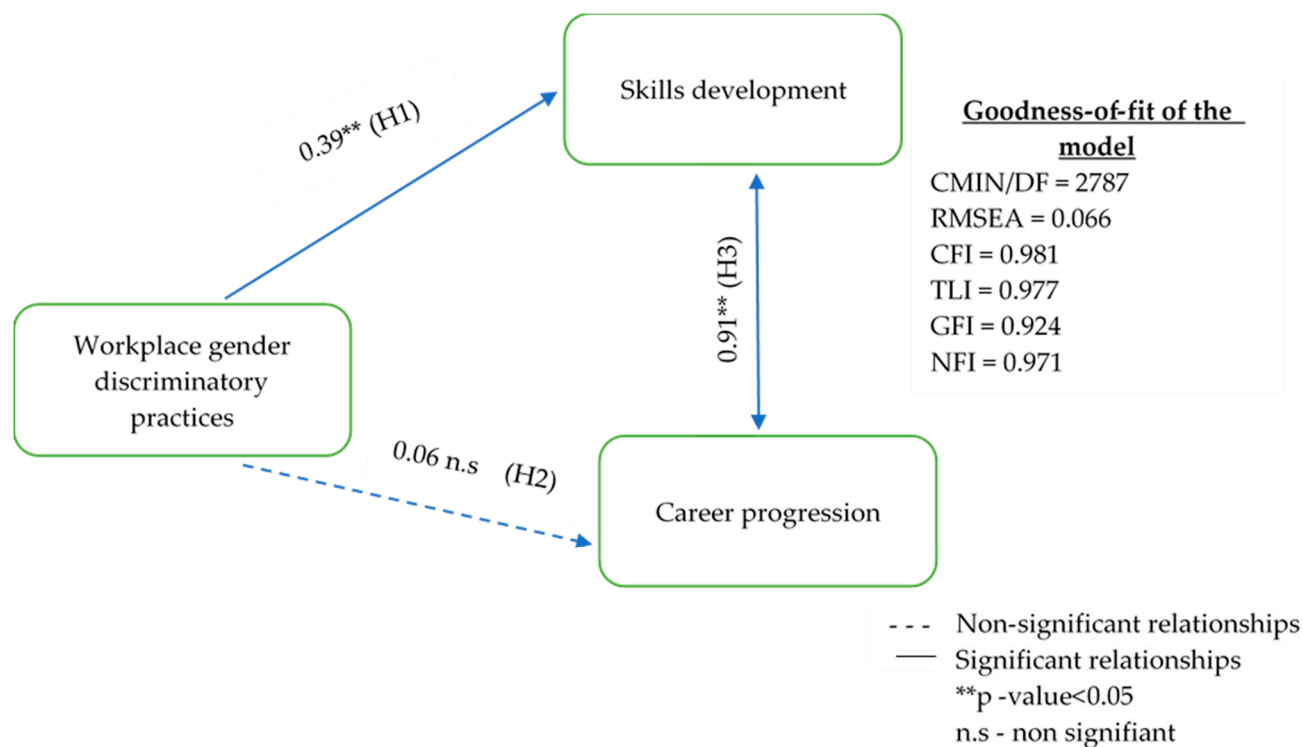 Skills development
0.39** (H1)
Goodness-of-fit of the
model
CMIN/DF = 2787
RMSEA = 0.066
CFI = 0.981
TLI = 0.977
GFI = 0.924
NFI = 0.971
0.91** (H3)
Workplace gender
discriminatory
practices
0.06 n.s (H2)
Career progression
Non-significant relationships
Significant relationships
**p -value<0.05
n.s - non signifiant